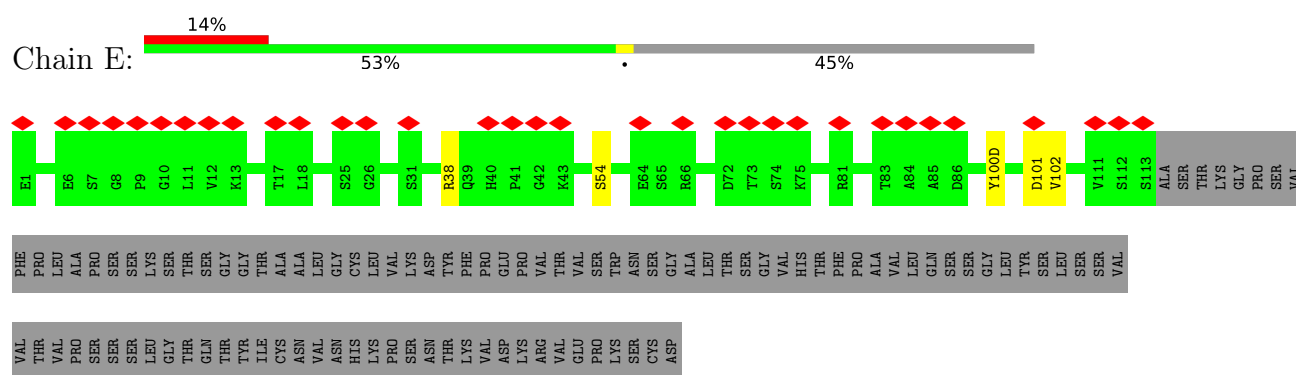 14%
Chain E:
53% • 45%
E1 E6 S7 G8 P9 G10 L11 V12 K13 T17 L18 S25 G26 S31 R38 Q39 H40 P41 G42 K43 S54 E64 S65 R66 D72 T73 S74 K75 R81 T83 A84 A85 D86 Y100D D101 V102 V111 S112 S113 ALA SER THR LYS GLY PRO SER VAL
PHE PRO LEU ALA PRO SER SER LYS SER THR SER GLY GLY THR ALA ALA LEU GLY CYS LEU VAL LYS ASP TYR PHE PRO GLU PRO VAL THR VAL SER TRP ASN SER GLY ALA LEU THR SER GLY VAL HIS THR PHE PRO ALA VAL LEU GLN SER SER GLY LEU TYR SER LEU SER SER VAL
VAL THR VAL PRO SER SER SER LEU GLY THR GLN THR TYR ILE CYS ASN VAL ASN HIS LYS PRO SER ASN THR LYS VAL ASP LYS ARG VAL GLU PRO LYS SER CYS ASP